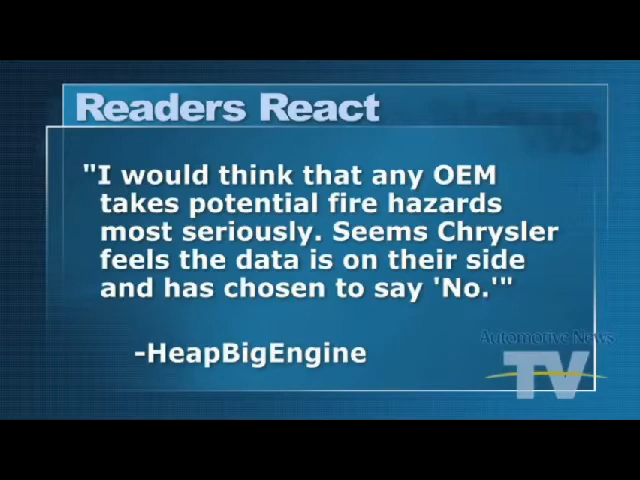 Readers React
"I would think that any OEM
takes potential fire hazards
most seriously. Seems Chrysler
feels the data is on their side
and has chosen to say 'No.'"
-HeapBigEngine
Automotive News
TV